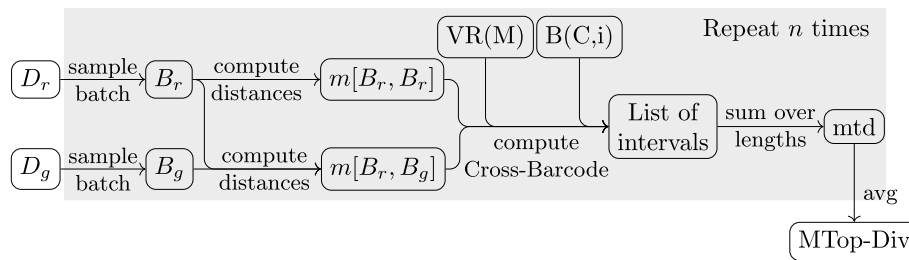 VR(M) B(C,i) Repeat n times
D_r sample batch B_r compute distances m[B_r, B_r]
List of intervals
compute Cross-Barcode
sum over lengths
mtd
D_g sample batch B_g compute distances m[B_r, B_g]
avg
MTop-Div